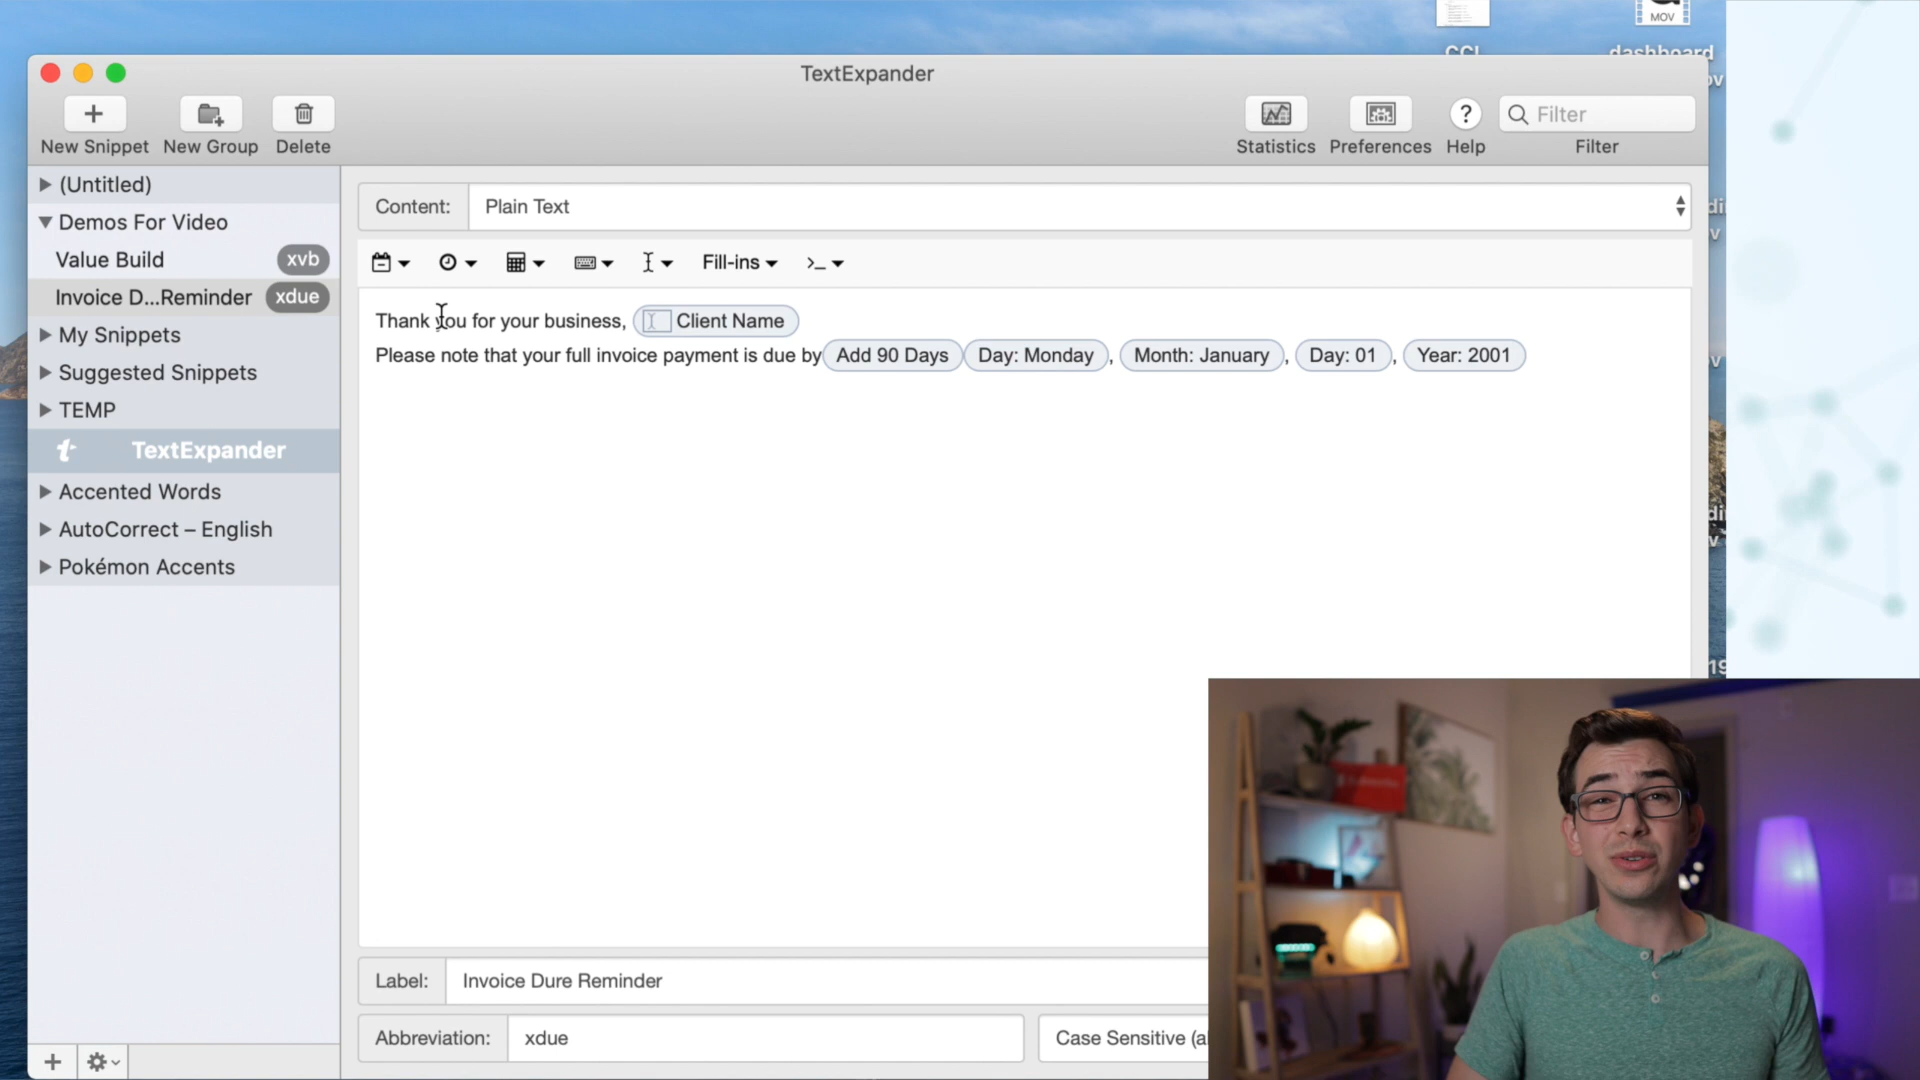 MOV
CCI
dashboard
TextExpander
New Snippet
New Group
Delete
Statistics
Preferences
? Help
Filter
Filter
(Untitled)
Demos For Video
Value Build xvb
Invoice D...Reminder xdue
My Snippets
Suggested Snippets
TEMP
TextExpander
Accented Words
AutoCorrect – English
Pokémon Accents
Content: Plain Text
Fill-ins
Thank you for your business, Client Name
Please note that your full invoice payment is due by Add 90 Days Day: Monday , Month: January , Day: 01 , Year: 2001
Label: Invoice Dure Reminder
Abbreviation: xdue
Case Sensitive (a